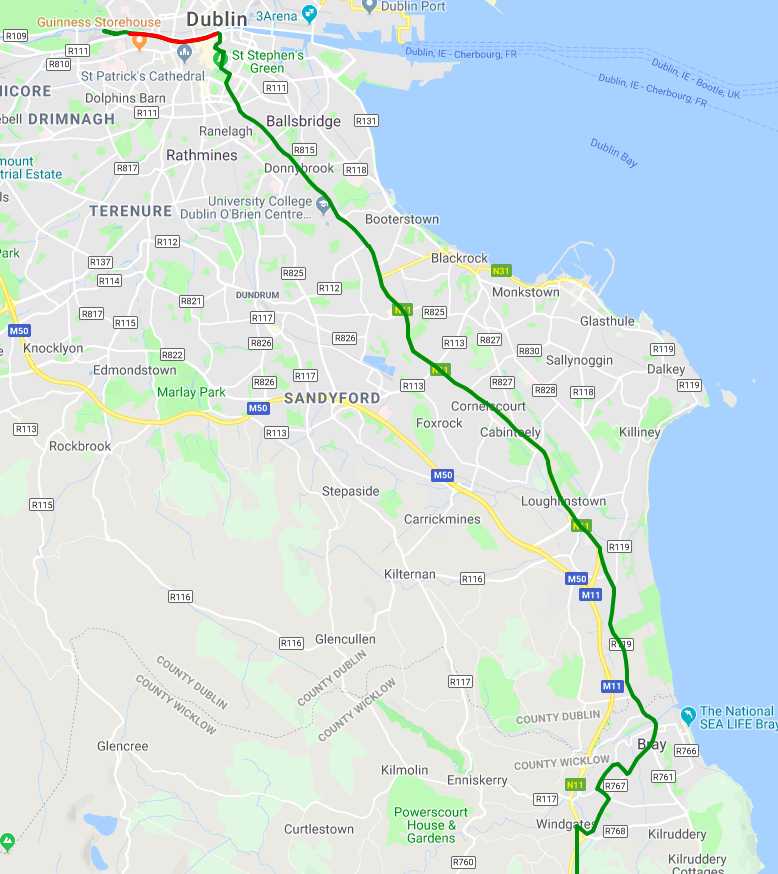 Dublin
3Arena
Dublin Port
Guinness Storehouse
R109
R111
R810
St Patrick's Cathedral
St Stephen's
Green
Dublin, IE - Cherbourg, FR
Dublin, IE - Bootle, UK
Dublin, IE - Cherbourg, FR
NICORE
Dolphins Barn
R111
R111
ebell
DRIMNAGH
Ballsbridge
R131
Ranelagh
Rathmines
R815
Dublin Bay
mount
trial Estate
R817
Donnybrook
R118
TERENURE
University College
Dublin O'Brien Centre...
Booterstown
R112
Park
R137
R114
R825
Blackrock
N31
DUNDRUM
R112
Monkstown
R821
R817
R115
R117
N11
R825
Glasthule
M50
Knocklyon
R826
R826
R113
R827
R830
R119
R822
Edmondstown
Sallynoggin
Dalkey
N11
R826
R117
R113
R827
R828
R118
R119
Marlay Park
M50
SANDYFORD
Cornelscourt
R113
Rockbrook
R113
Foxrock
Cabinteely
Killiney
M50
Stepaside
R115
Loughlinstown
Carrickmines
N11
R119
Kilternan
R116
M50
M11
R116
Glencullen
R116
R119
COUNTY DUBLIN
COUNTY WICKLOW
COUNTY DUBLIN
COUNTY WICKLOW
R117
M11
COUNTY DUBLIN
The National
SEA LIFE Bray
Glencree
Bray
R766
COUNTY WICKLOW
Kilmolin
Enniskerry
N11
R767
R761
R117
Powerscourt
House &
Gardens
Curtlestown
Windgates
R768
Kilruddery
R760
Kilruddery
Cottages